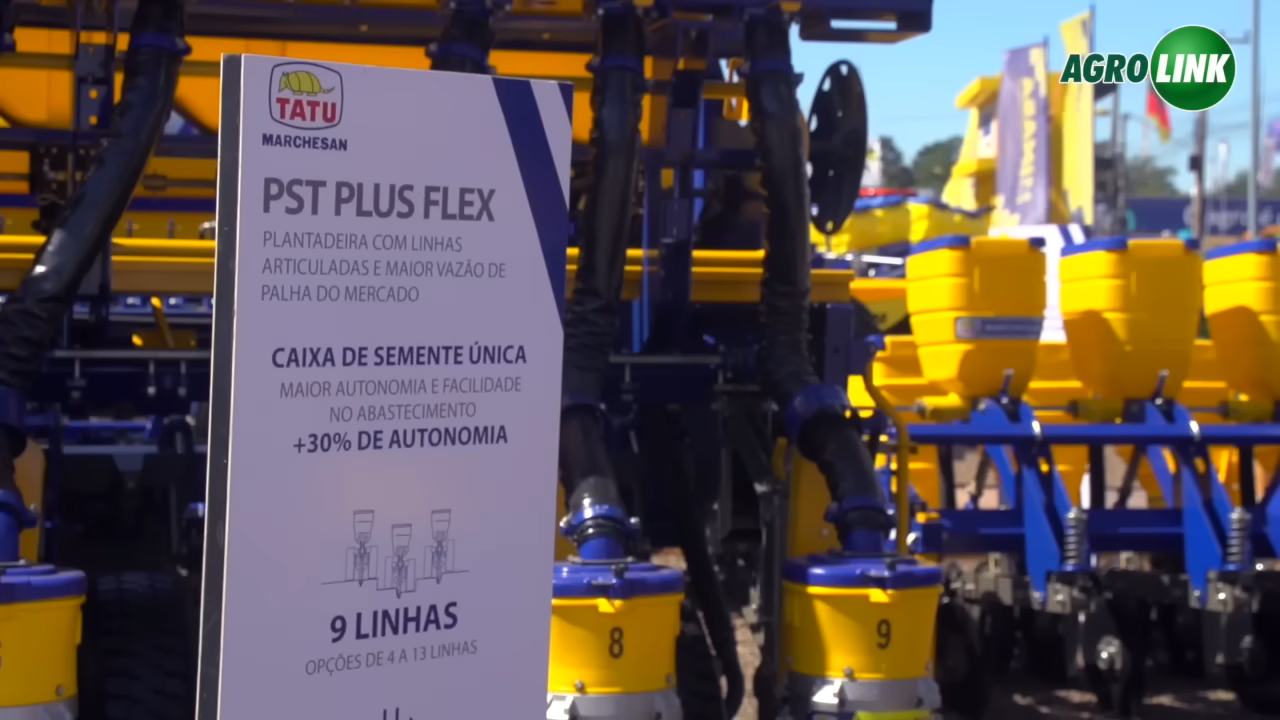 AGROLINK
TATU
MARCHESAN
PST PLUS FLEX
PLANTADEIRA COM LINHAS
ARTICULADAS E MAIOR VAZÃO DE
PALHA DO MERCADO
CAIXA DE SEMENTE ÚNICA
MAIOR AUTONOMIA E FACILIDADE
NO ABASTECIMENTO
+30% DE AUTONOMIA
9 LINHAS
OPÇÕES DE 4 A 13 LINHAS
8
9